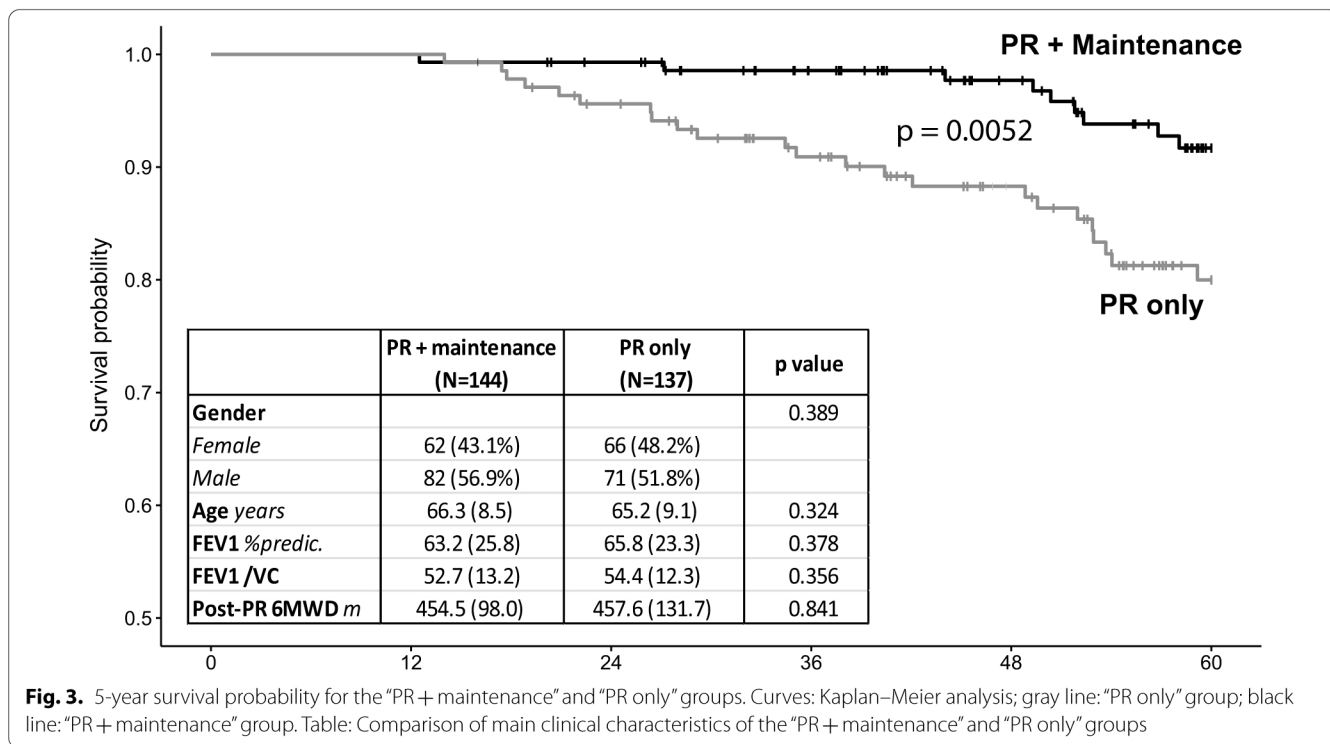 1.0
PR + Maintenance
p = 0.0052
0.9
0.8
PR only
Survival probability
0.7
0.6
0.5
PR + maintenance PR only p value
(N=144) (N=137)
Gender 0.389
Female 62 (43.1%) 66 (48.2%)
Male 82 (56.9%) 71 (51.8%)
Age years 66.3 (8.5) 65.2 (9.1) 0.324
FEV1 %predic. 63.2 (25.8) 65.8 (23.3) 0.378
FEV1 /VC 52.7 (13.2) 54.4 (12.3) 0.356
Post-PR 6MWD m 454.5 (98.0) 457.6 (131.7) 0.841
0 12 24 36 48 60
Fig. 3. 5-year survival probability for the “PR + maintenance” and “PR only” groups. Curves: Kaplan–Meier analysis; gray line: “PR only” group; black
line: “PR + maintenance” group. Table: Comparison of main clinical characteristics of the “PR + maintenance” and “PR only” groups